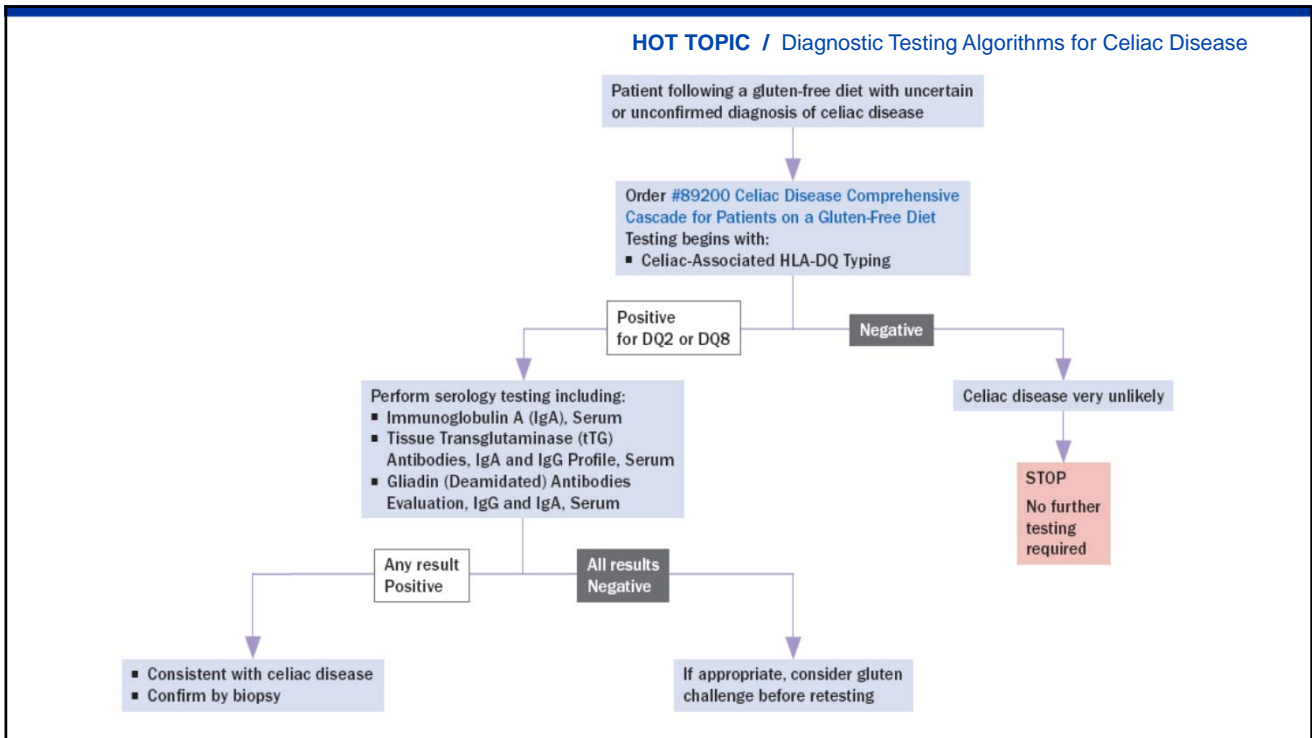 HOT TOPIC / Diagnostic Testing Algorithms for Celiac Disease
Patient following a gluten-free diet with uncertain
or unconfirmed diagnosis of celiac disease
Order #89200 Celiac Disease Comprehensive
Cascade for Patients on a Gluten-Free Diet
Testing begins with:
▪ Celiac-Associated HLA-DQ Typing
Positive
for DQ2 or DQ8
Negative
Perform serology testing including:
▪ Immunoglobulin A (IgA), Serum
▪ Tissue Transglutaminase (tTG)
Antibodies, IgA and IgG Profile, Serum
▪ Gliadin (Deamidated) Antibodies
Evaluation, IgG and IgA, Serum
Celiac disease very unlikely
STOP
No further
testing
required
Any result
Positive
All results
Negative
▪ Consistent with celiac disease
▪ Confirm by biopsy
If appropriate, consider gluten
challenge before retesting